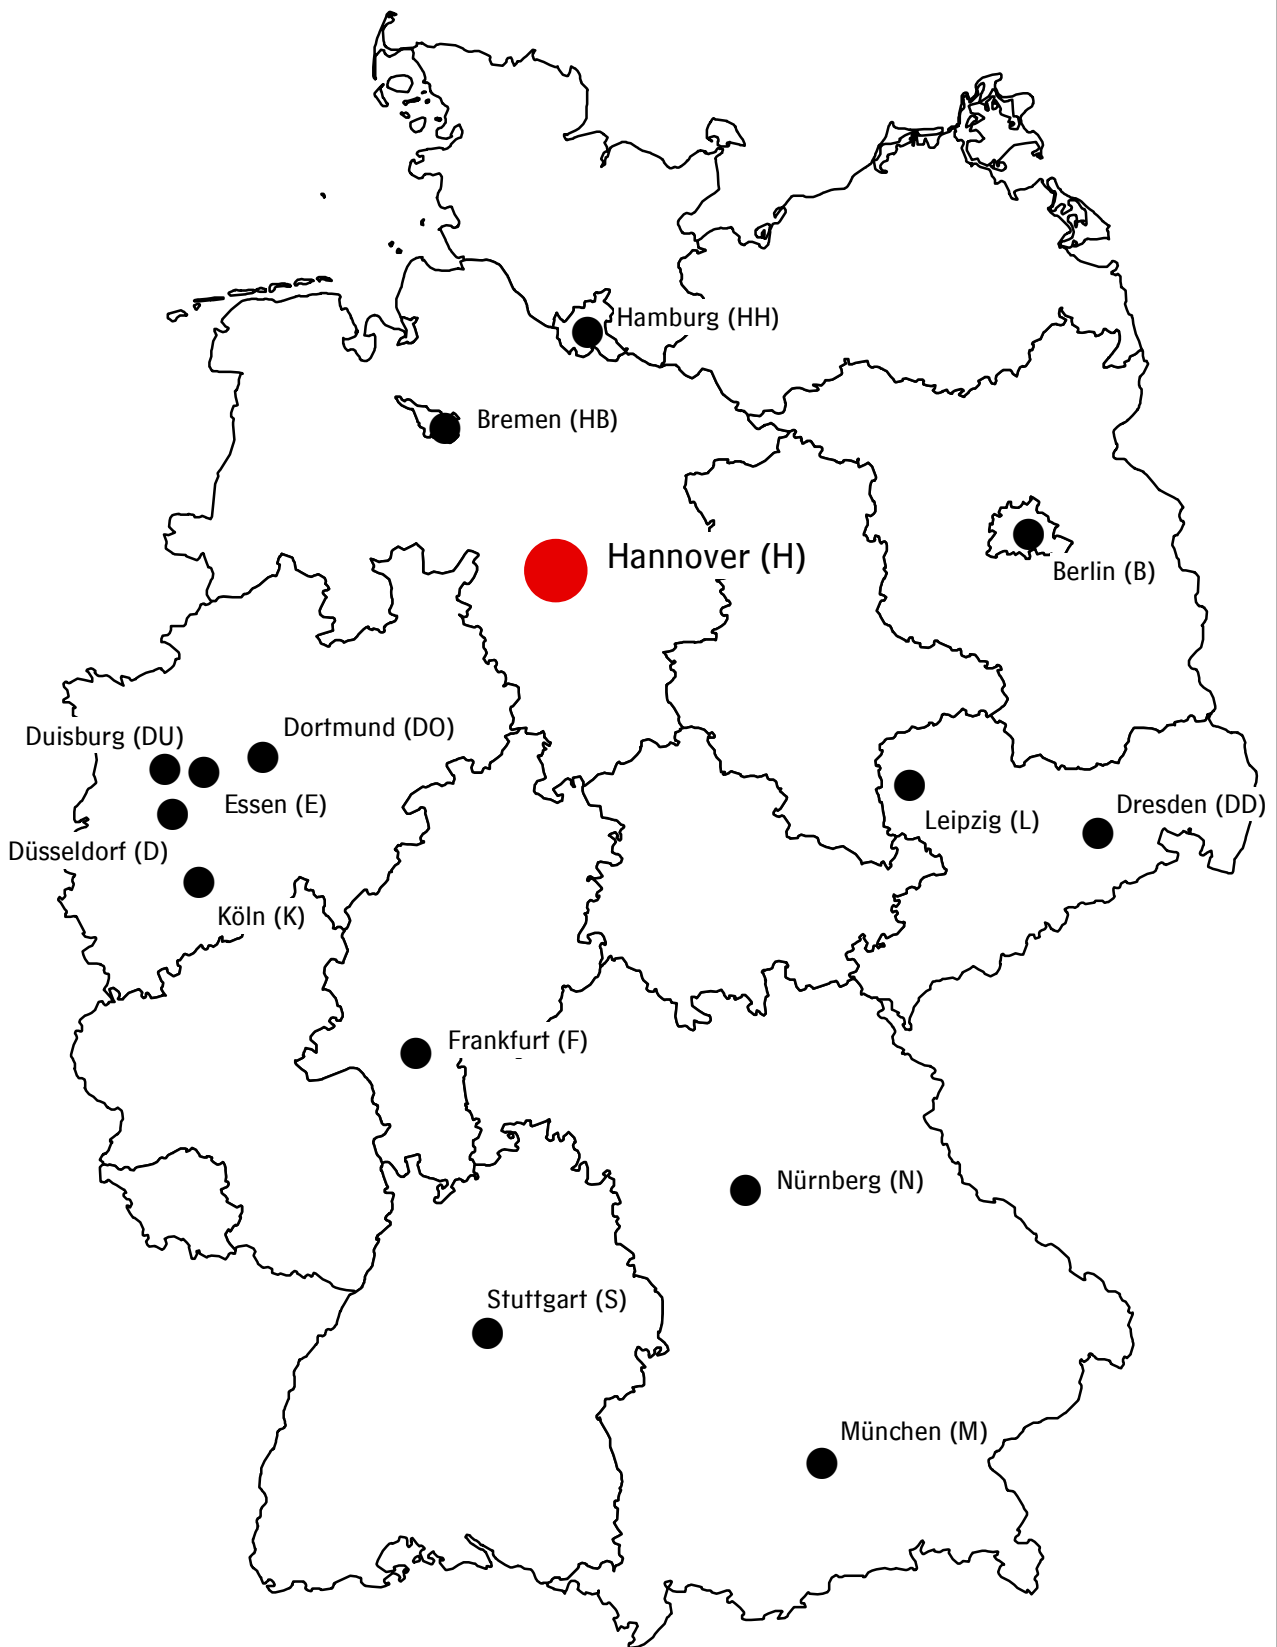 Hamburg (HH)
Bremen (HB)
Hannover (H)
Berlin (B)
Dortmund (DO)
Duisburg (DU)
Essen (E)
Düsseldorf (D)
Köln (K)
Leipzig (L)
Dresden (DD)
Frankfurt (F)
Nürnberg (N)
Stuttgart (S)
München (M)